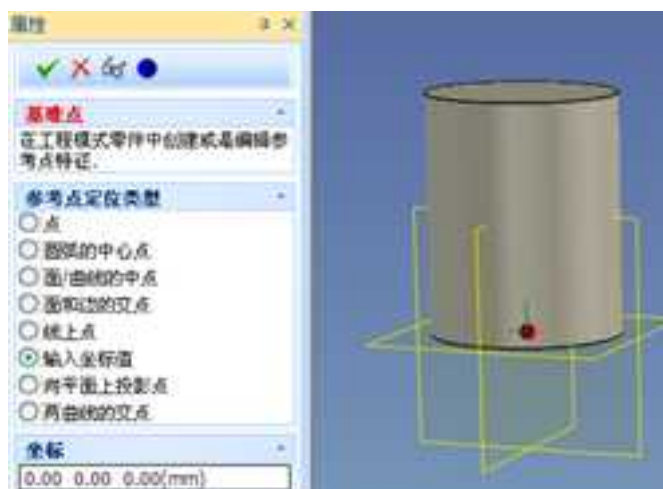 属性
基准点
在工程模式零件中创建或是编辑参
考点特征.
参考点定位类型
点
圆弧的中心点
面/曲线的中点
面和边的交点
线上点
输入坐标值
向平面上投影点
两曲线的交点
坐标
0.00 0.00 0.00(mm)